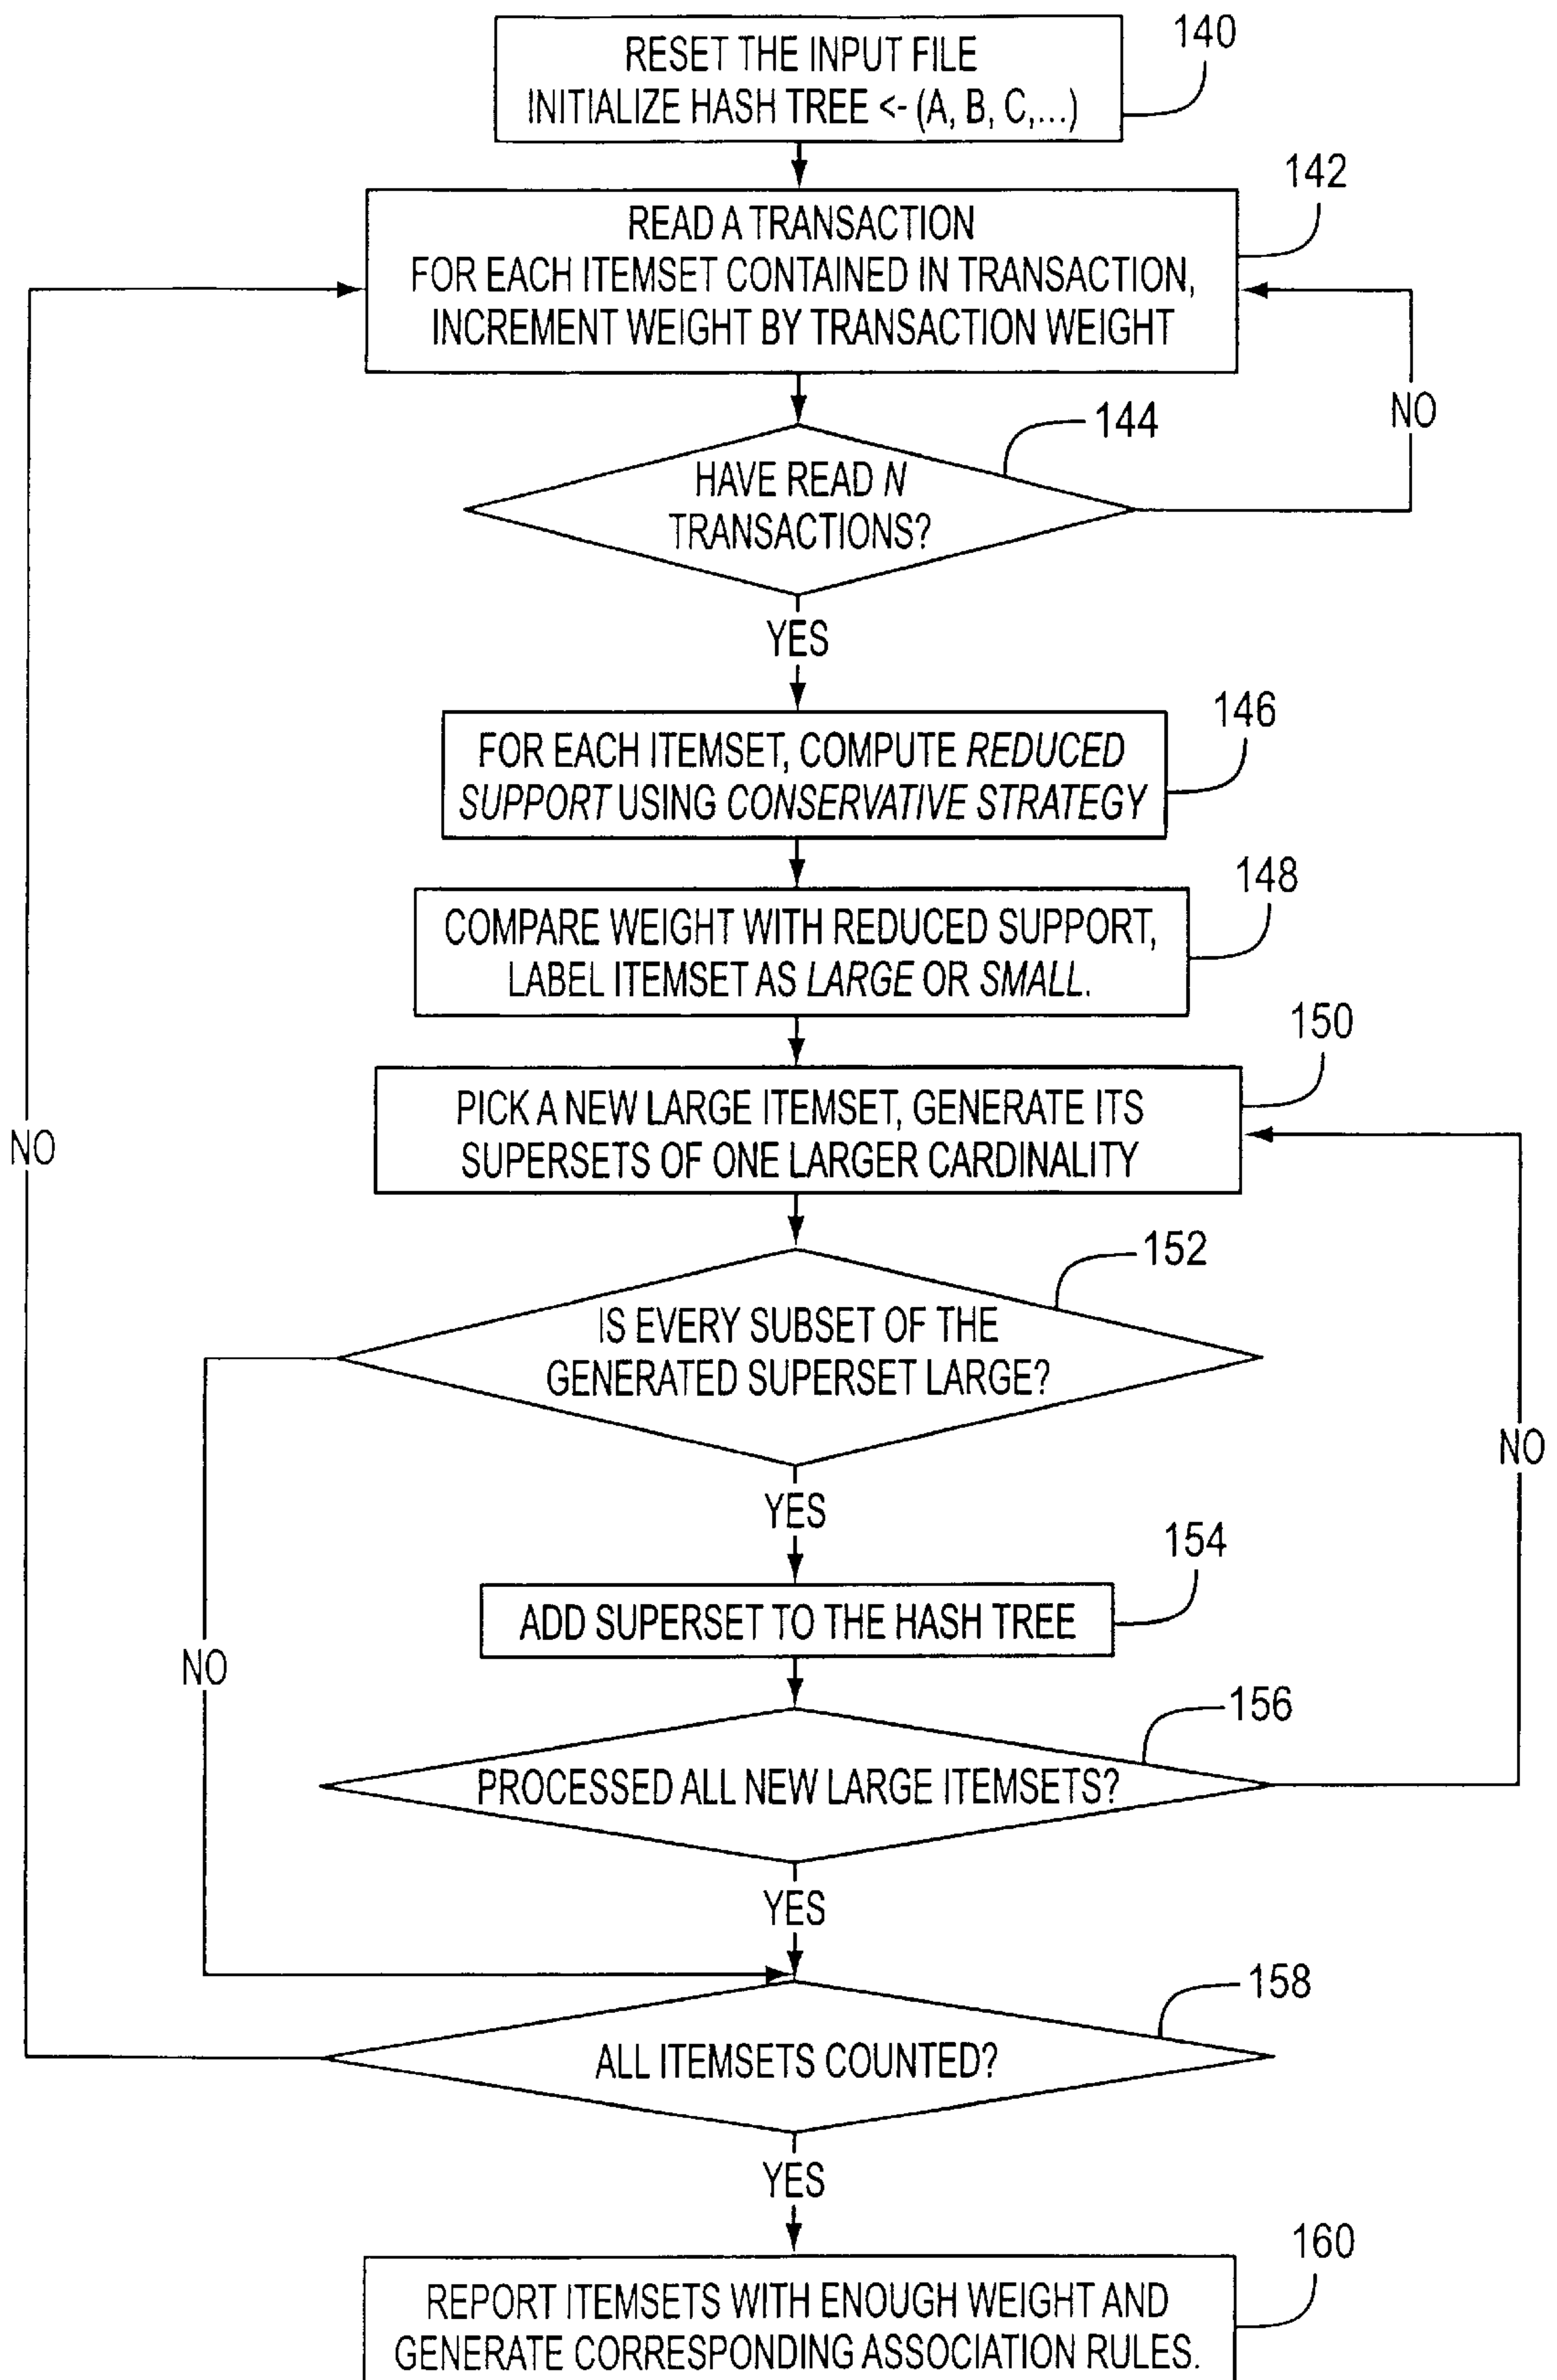 RESET THE INPUT FILE
INITIALIZE HASH TREE <- (A, B, C,...)
140
READ A TRANSACTION
FOR EACH ITEMSET CONTAINED IN TRANSACTION,
INCREMENT WEIGHT BY TRANSACTION WEIGHT
142
HAVE READ N
TRANSACTIONS?
144
NO
YES
FOR EACH ITEMSET, COMPUTE REDUCED
SUPPORT USING CONSERVATIVE STRATEGY
146
COMPARE WEIGHT WITH REDUCED SUPPORT,
LABEL ITEMSET AS LARGE OR SMALL.
148
PICK A NEW LARGE ITEMSET, GENERATE ITS
SUPERSETS OF ONE LARGER CARDINALITY
150
NO
IS EVERY SUBSET OF THE
GENERATED SUPERSET LARGE?
152
NO
YES
ADD SUPERSET TO THE HASH TREE
154
NO
PROCESSED ALL NEW LARGE ITEMSETS?
156
YES
ALL ITEMSETS COUNTED?
158
YES
REPORT ITEMSETS WITH ENOUGH WEIGHT AND
GENERATE CORRESPONDING ASSOCIATION RULES.
160